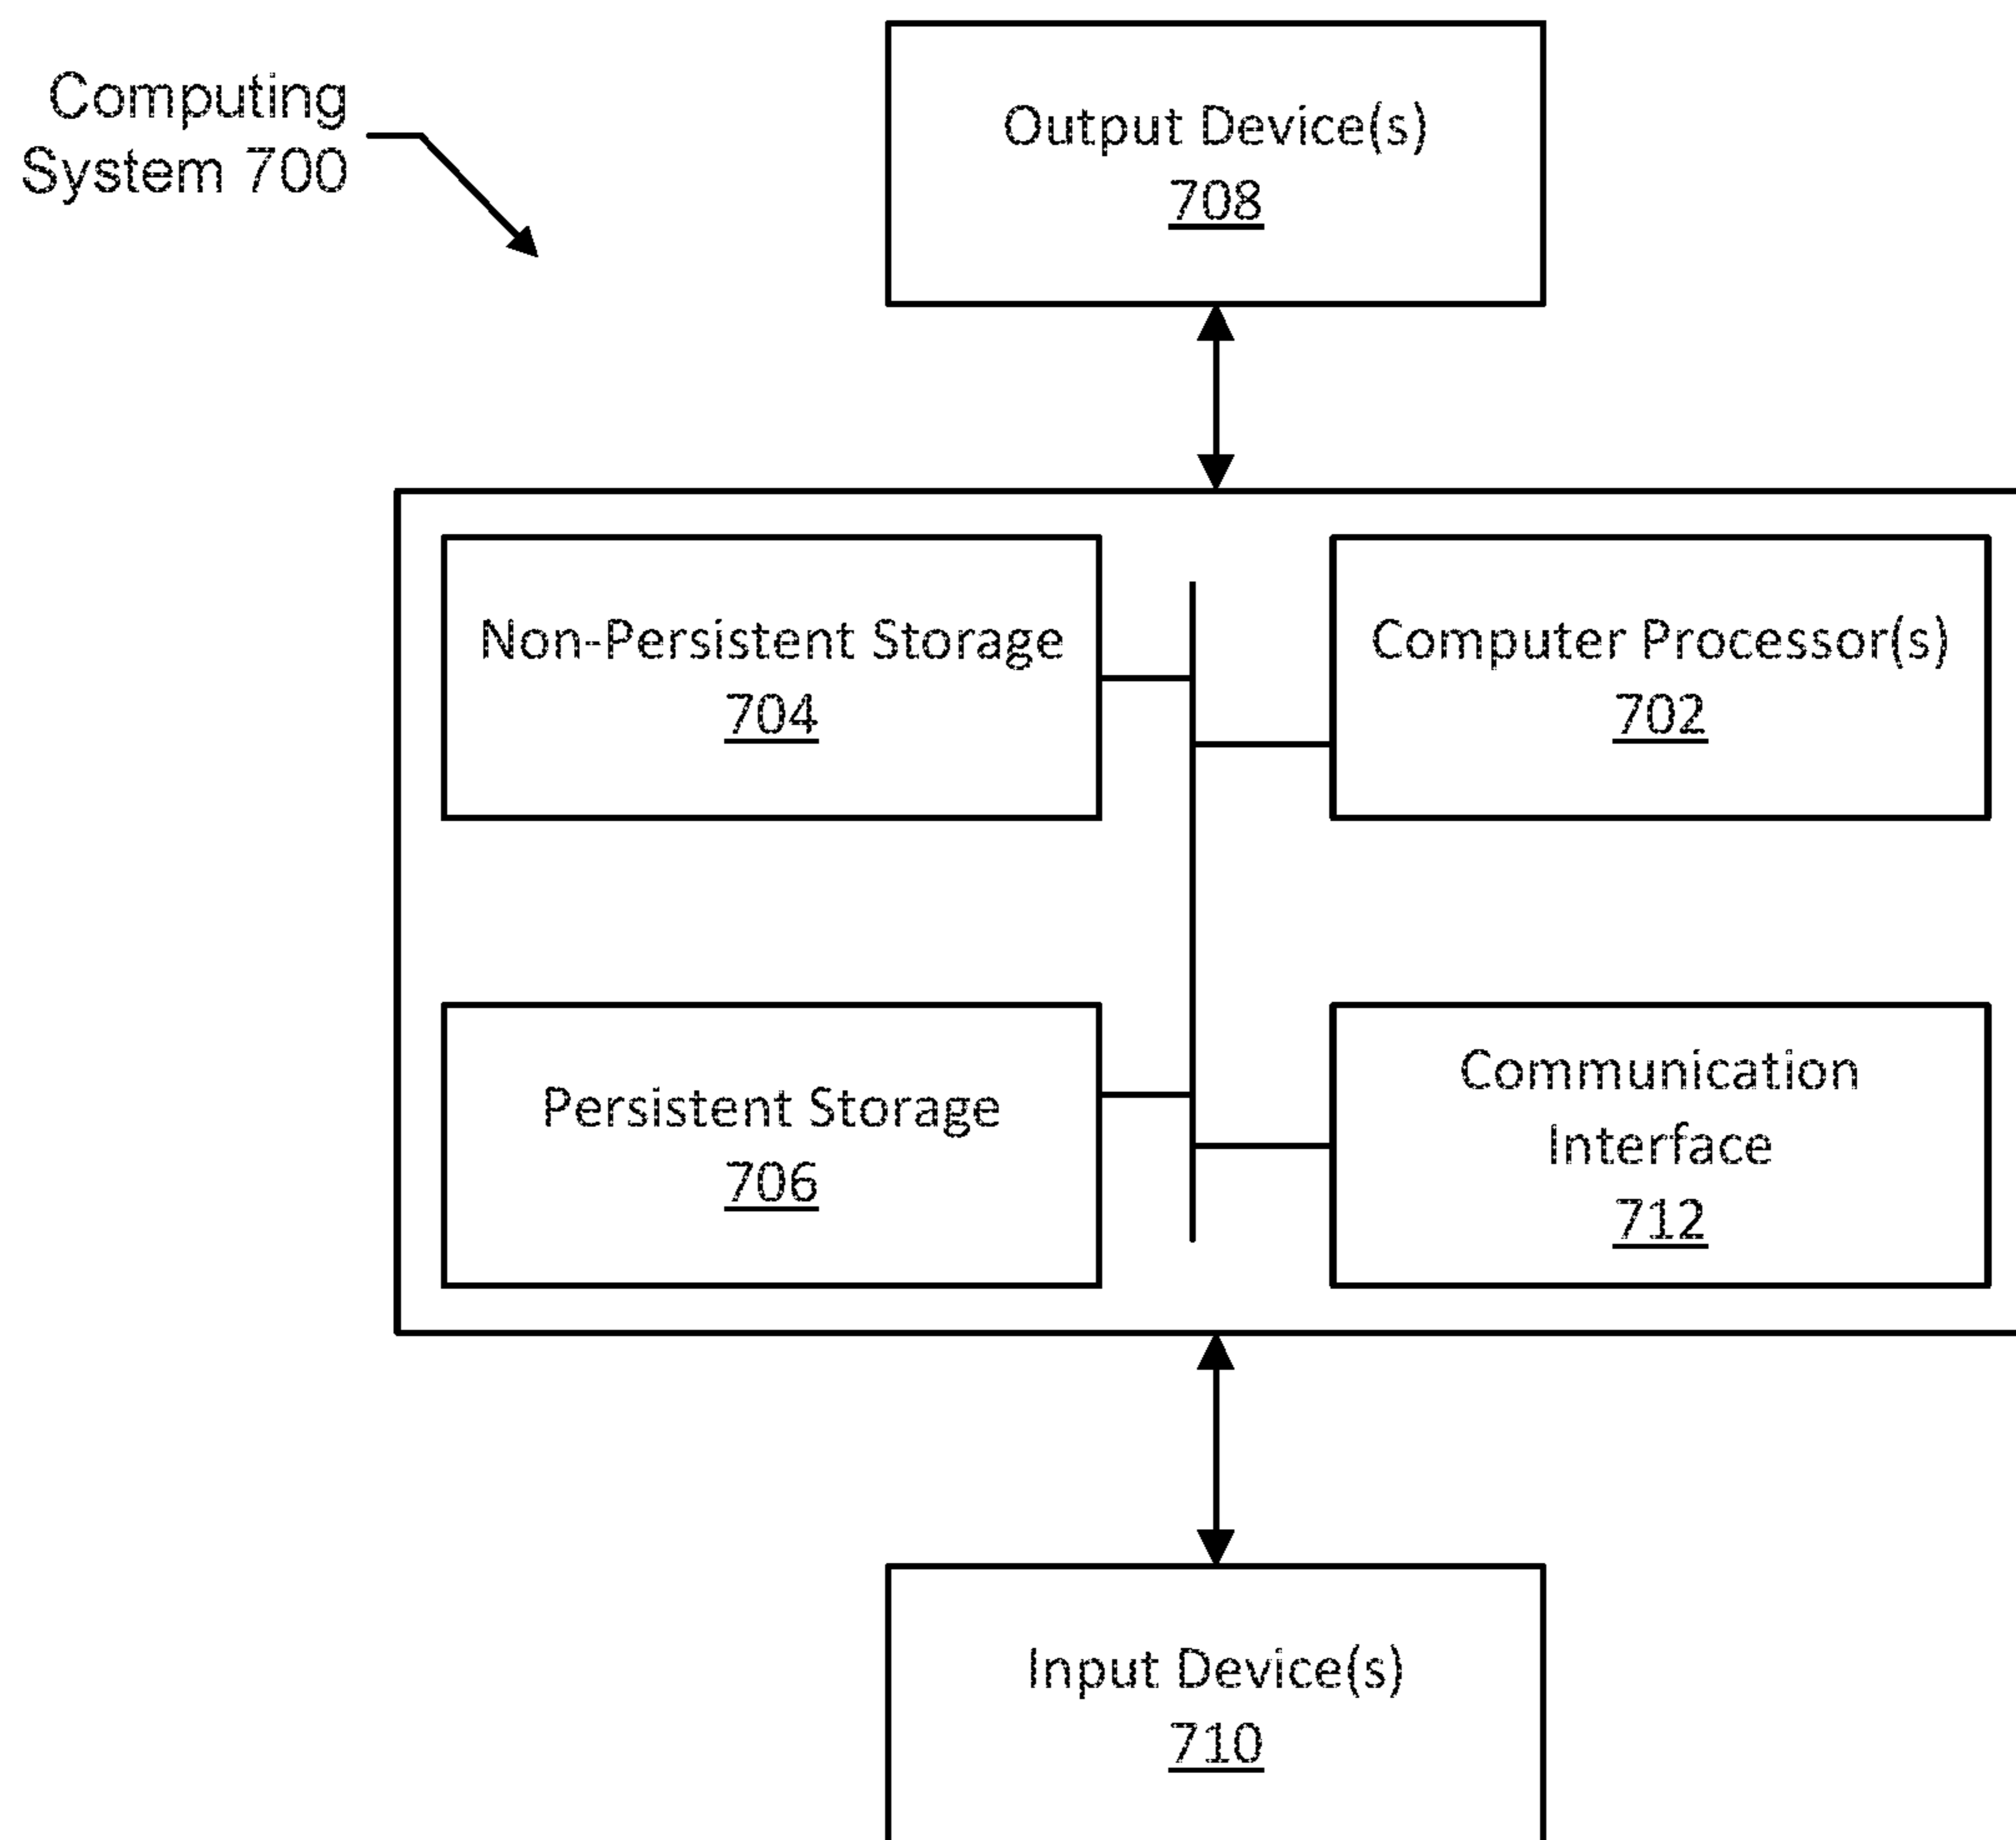 Computing
System 700
Output Device(s)
708
Non-Persistent Storage
704
Computer Processor(s)
702
Persistent Storage
706
Communication
Interface
712
Input Device(s)
710